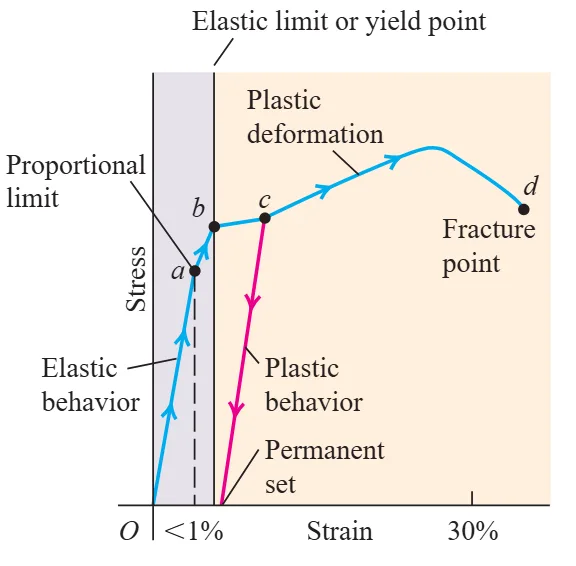 Elastic limit or yield point
Plastic
deformation
Proportional
limit
b
c
d
Fracture
point
a
Stress
Elastic
behavior
Plastic
behavior
Permanent
set
O
<1%
Strain
30%